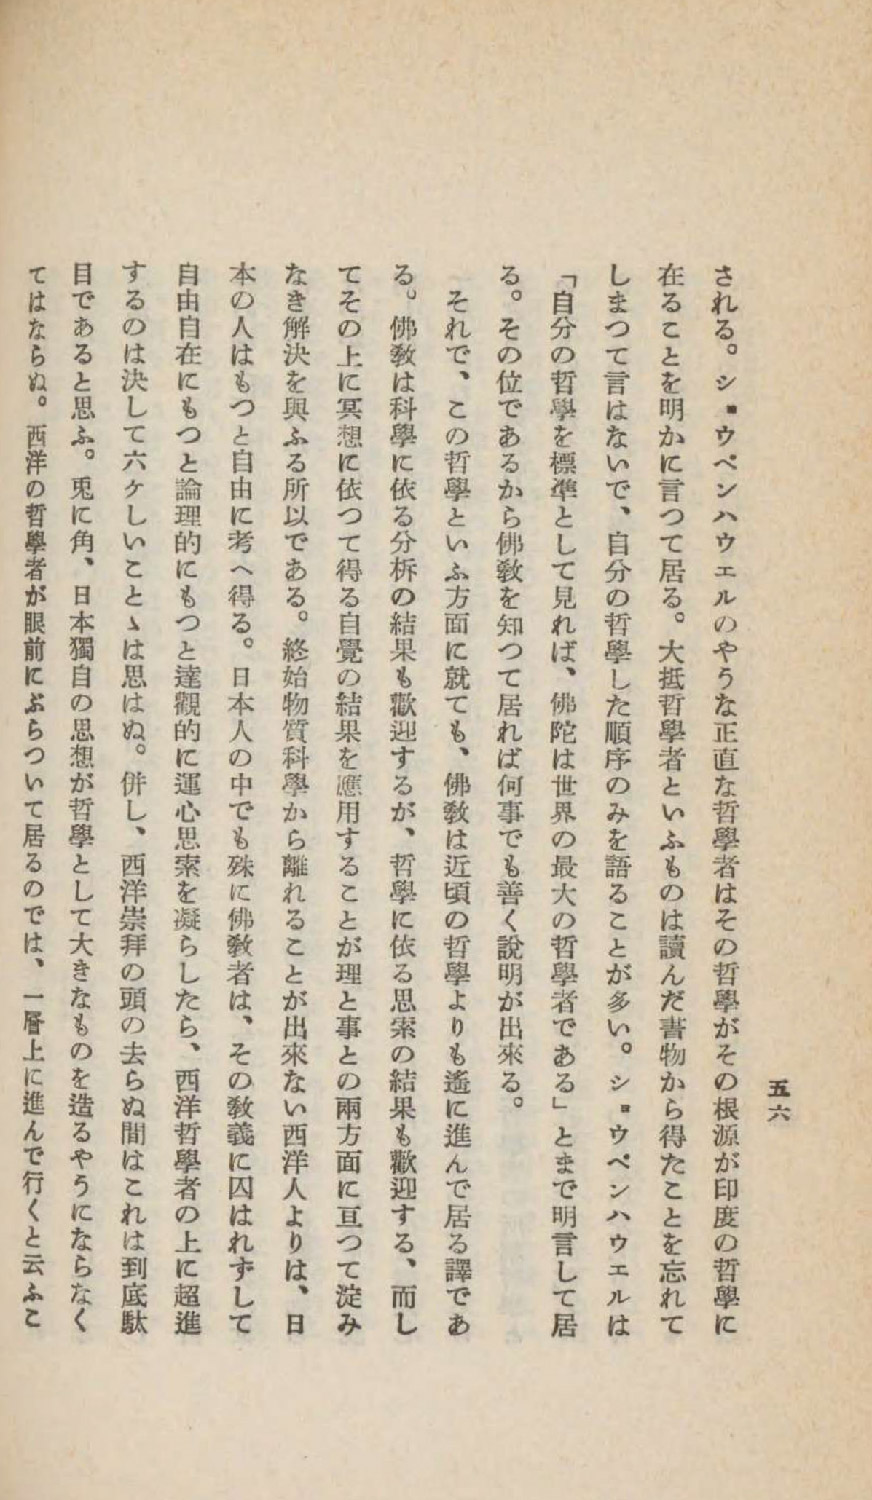 五六
される。ショウペンハウエルのやうな正直な哲學者はその哲學がその根源が印度の哲學に
在ることを明かに言つて居る。大抵哲學者といふものは讀んだ書物から得たことを忘れて
しまつて言はないで、自分の哲學した順序のみを語ることが多い。ショウペンハウエルは
「自分の哲學を標準として見れば、佛陀は世界の最大の哲學者である」とまで明言して居
る。その位であるから佛教を知つて居れば何事でも善く說明が出來る。
それで、この哲學といふ方面に就ても、佛教は近頃の哲學よりも遙に進んで居る譯であ
る。佛教は科學に依る分析の結果も歡迎するが、哲學に依る思索の結果も歡迎する、而し
てその上に冥想に依つて得る自覺の結果を應用することが理と事との兩方面に亙つて淀み
なき解決を與ふる所以である。終始物質科學から離れることが出來ない西洋人よりは、日
本の人はもつと自由に考へ得る。日本人の中でも殊に佛教者は、その教義に囚はれずして
自由自在にもつと論理的にもつと達觀的に運心思索を凝らしたら、西洋哲學者の上に超進
するのは決して六ケしいことゝは思はぬ。併し、西洋崇拜の頭の去らぬ間はこれは到底駄
目であると思ふ。兎に角、日本獨自の思想が哲學として大きなものを造るやうにならなく
てはならぬ。西洋の哲學者が眼前にぶらついて居るのでは、一層上に進んで行くと云ふこ